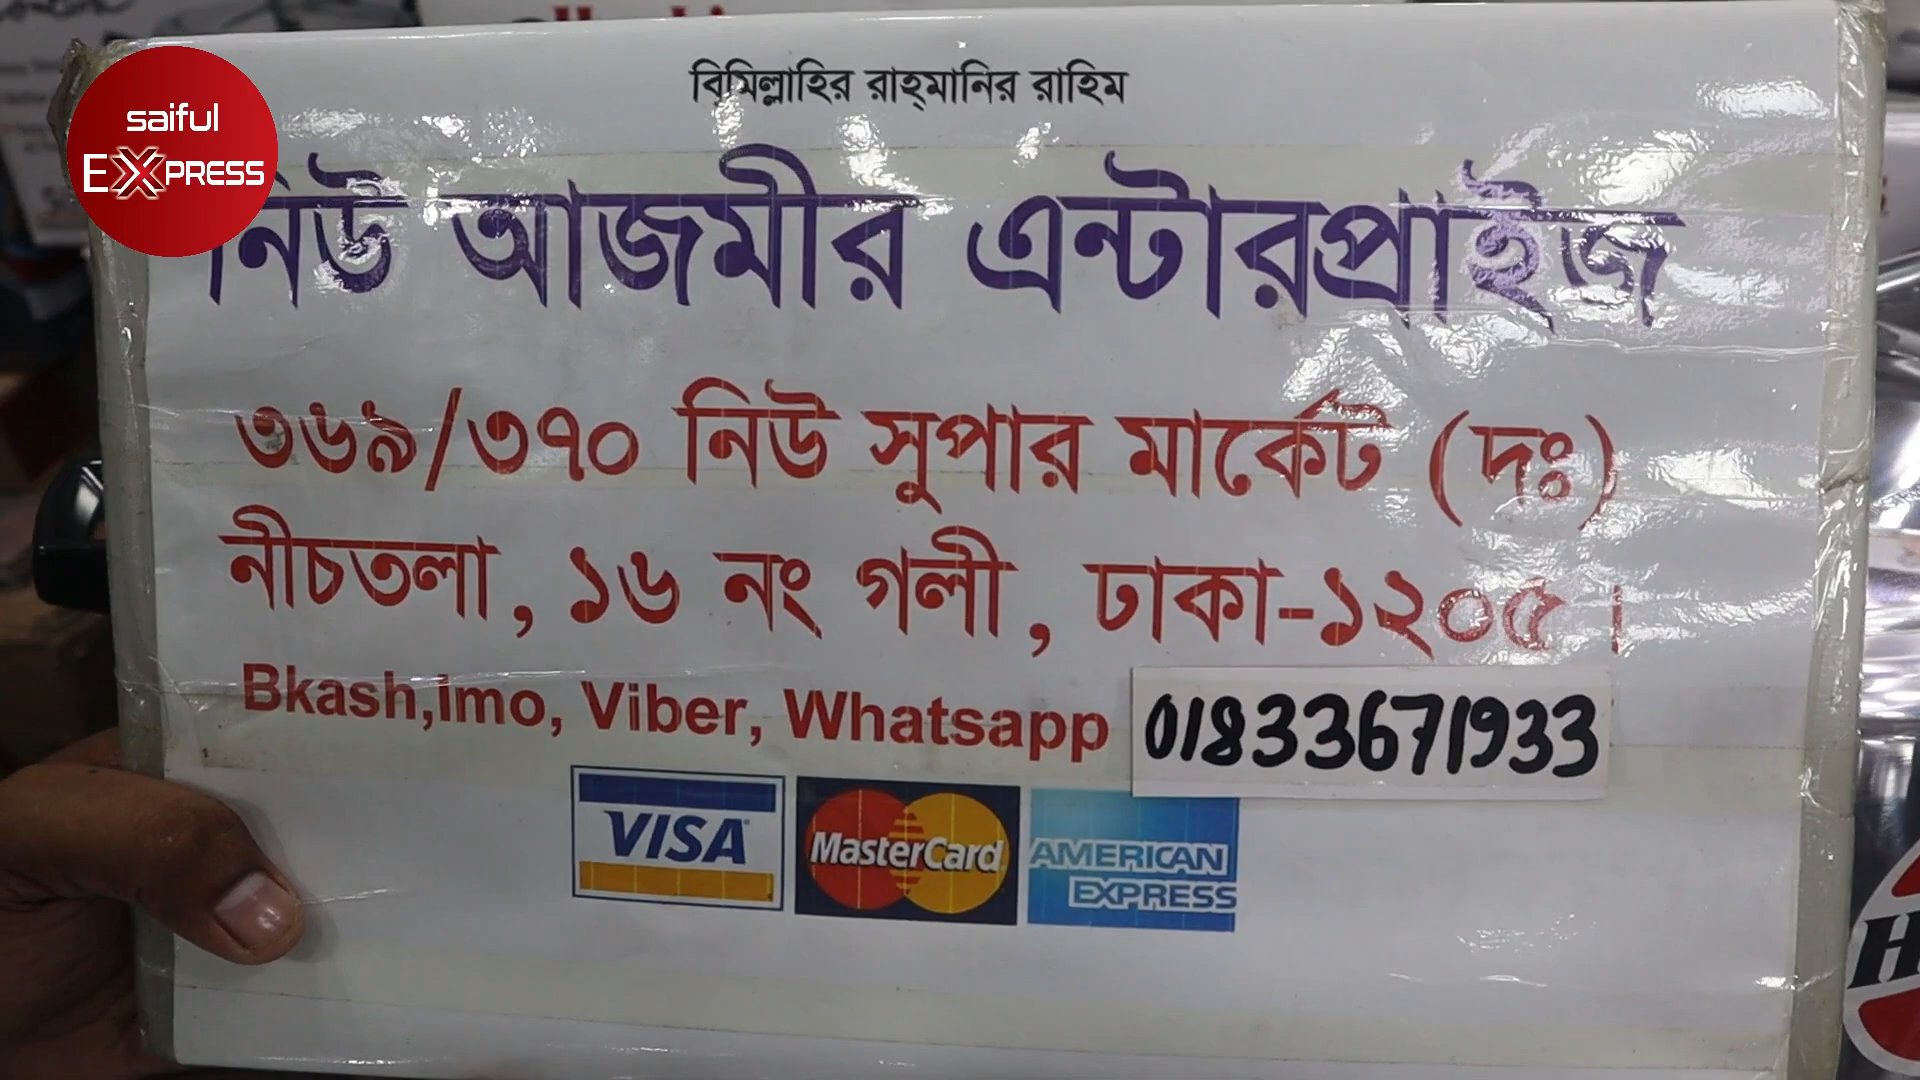 saiful
EXPRESS
বিমিল্লাহির রাহ্মানির রাহিম
নিউ আজমীর এন্টারপ্রাইজ
৩৬৯/৩৭০ নিউ সুপার মার্কেট (দঃ)
নীচতলা, ১৬ নং গলী, ঢাকা-১২০৫।
Bkash,Imo, Viber, Whatsapp 01833671933
VISA MasterCard AMERICAN EXPRESS